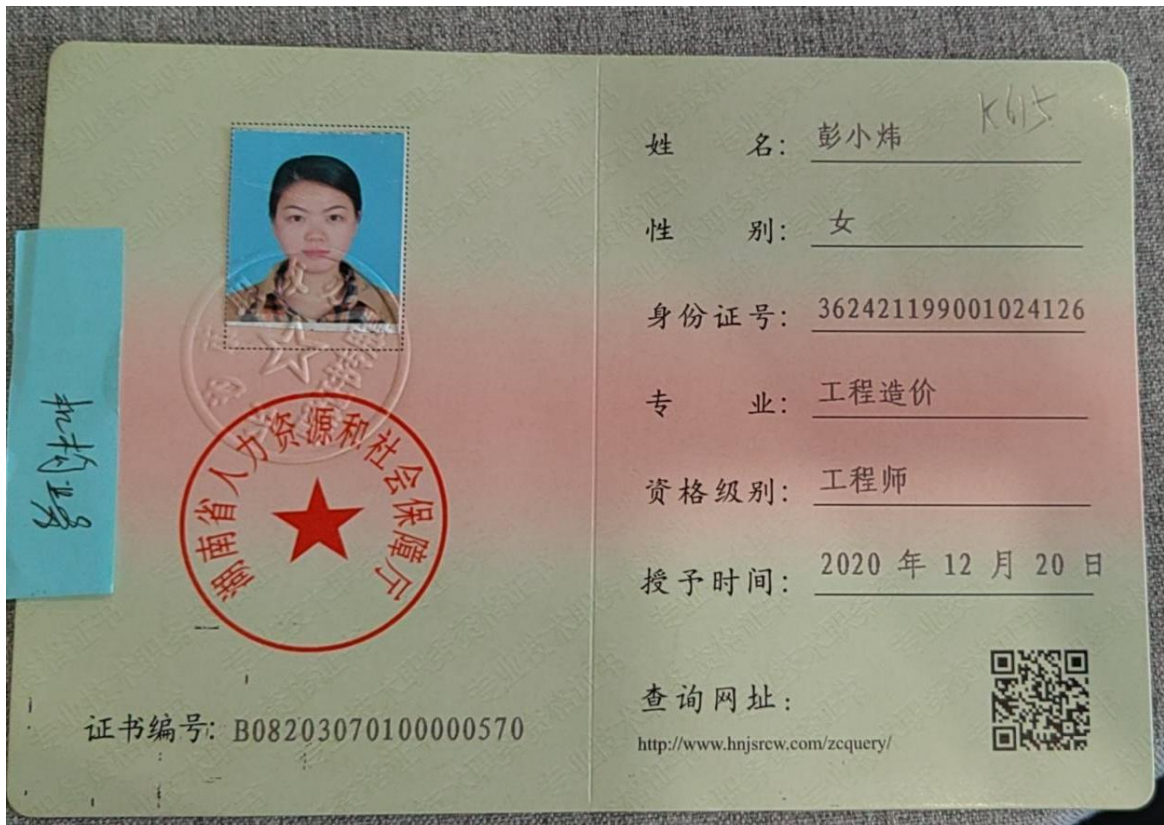 湖南省人力资源和社会保障厅
证书编号: B08203070100000570
K615
姓 名: 彭小炜
性 别: 女
身份证号: 362421199001024126
专 业: 工程造价
资格级别: 工程师
授予时间: 2020 年 12 月 20 日
查询网址:
http://www.hnjsrcw.com/zcquery/